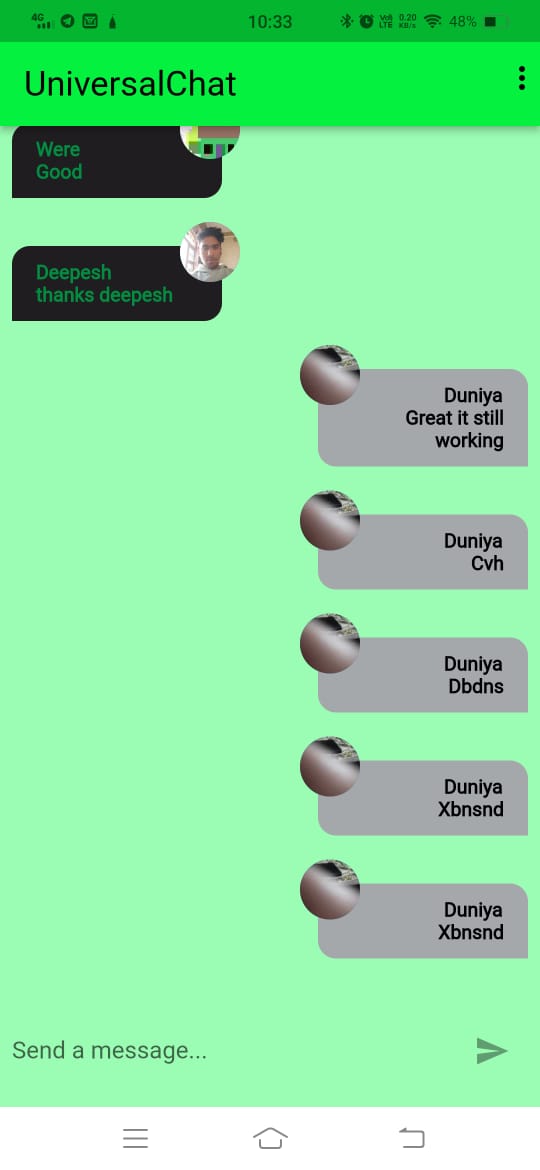 4G 10:33 Vo) LTE 0.20 KB/s 48%
UniversalChat
Were
Good
Deepesh
thanks deepesh
Duniya
Great it still
working
Duniya
Cvh
Duniya
Dbdns
Duniya
Xbnsnd
Duniya
Xbnsnd
Send a message...